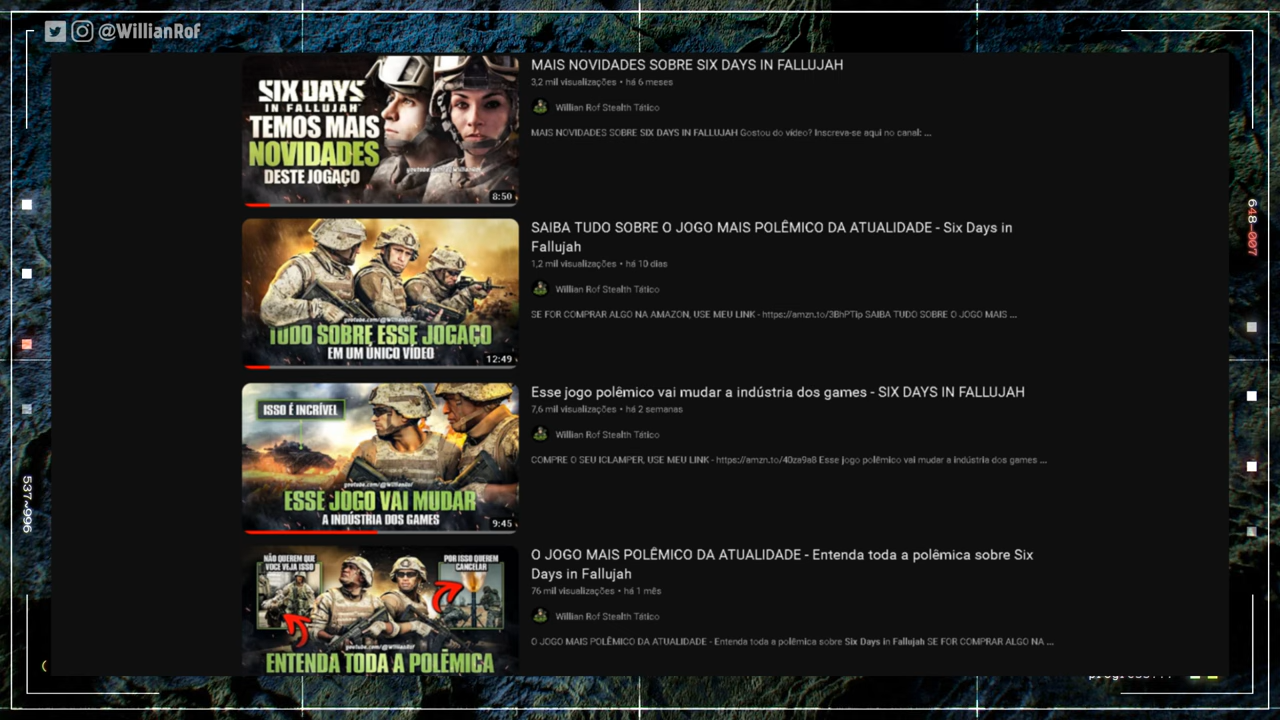 @WillianRof
SIX DAYS
IN FALLUJAH
TEMOS MAIS
NOVIDADES
DESTE JOGAÇO
8:50
MAIS NOVIDADES SOBRE SIX DAYS IN FALLUJAH
3,2 mil visualizações • há 6 meses
Willian Rof Stealth Tático
MAIS NOVIDADES SOBRE SIX DAYS IN FALLUJAH Gostou do vídeo? Inscreva-se aqui no canal: ...
648-007
youtube.com/@WillianRof
TUDO SOBRE ESSE JOGAÇO
EM UM ÚNICO VÍDEO
12:49
SAIBA TUDO SOBRE O JOGO MAIS POLÊMICO DA ATUALIDADE - Six Days in
Fallujah
1,2 mil visualizações • há 10 dias
Willian Rof Stealth Tático
SE FOR COMPRAR ALGO NA AMAZON, USE MEU LINK - https://amzn.to/3BhPTip SAIBA TUDO SOBRE O JOGO MAIS ...
ISSO É INCRÍVEL
youtube.com/@WillianRof
ESSE JOGO VAI MUDAR
A INDÚSTRIA DOS GAMES
9:45
Esse jogo polêmico vai mudar a indústria dos games - SIX DAYS IN FALLUJAH
7,6 mil visualizações • há 2 semanas
Willian Rof Stealth Tático
COMPRE O SEU ICLAMPER, USE MEU LINK - https://amzn.to/40za9a8 Esse jogo polêmico vai mudar a indústria dos games ...
537~996
NÃO QUEREM QUE
VOCÊ VEJA ISSO
POR ISSO QUEREM
CANCELAR
youtube.com/@WillianRof
ENTENDA TODA A POLÊMICA
O JOGO MAIS POLÊMICO DA ATUALIDADE - Entenda toda a polêmica sobre Six
Days in Fallujah
76 mil visualizações • há 1 mês
Willian Rof Stealth Tático
O JOGO MAIS POLÊMICO DA ATUALIDADE - Entenda toda a polêmica sobre Six Days in Fallujah SE FOR COMPRAR ALGO NA ...